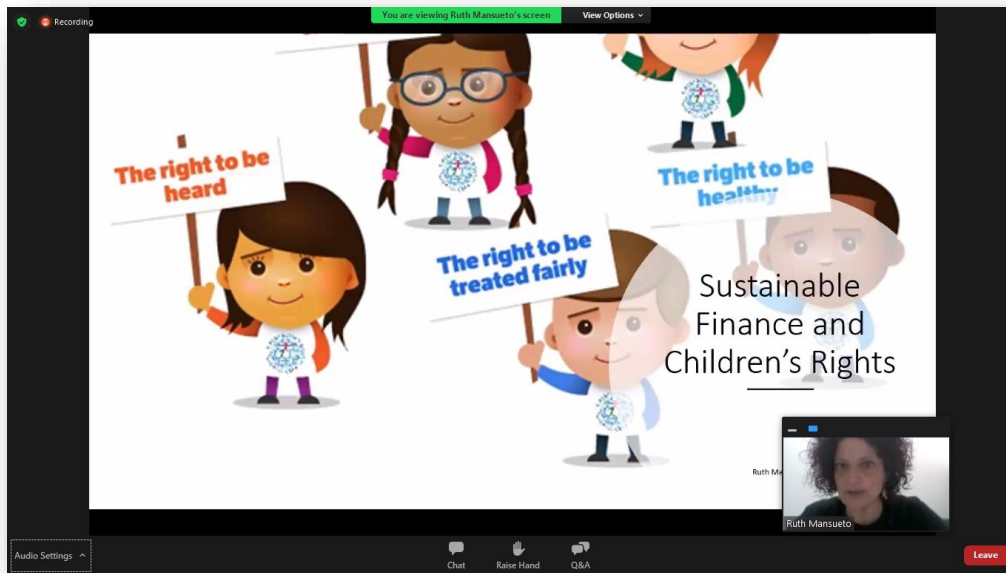 Recording
You are viewing Ruth Mansueto's screen
View Options
The right to be
heard
The right to be
healthy
The right to be
treated fairly
Sustainable
Finance and
Children's Rights
Ruth
Ruth Mansueto
Audio Settings
Chat
Raise Hand
Q&A
Leave